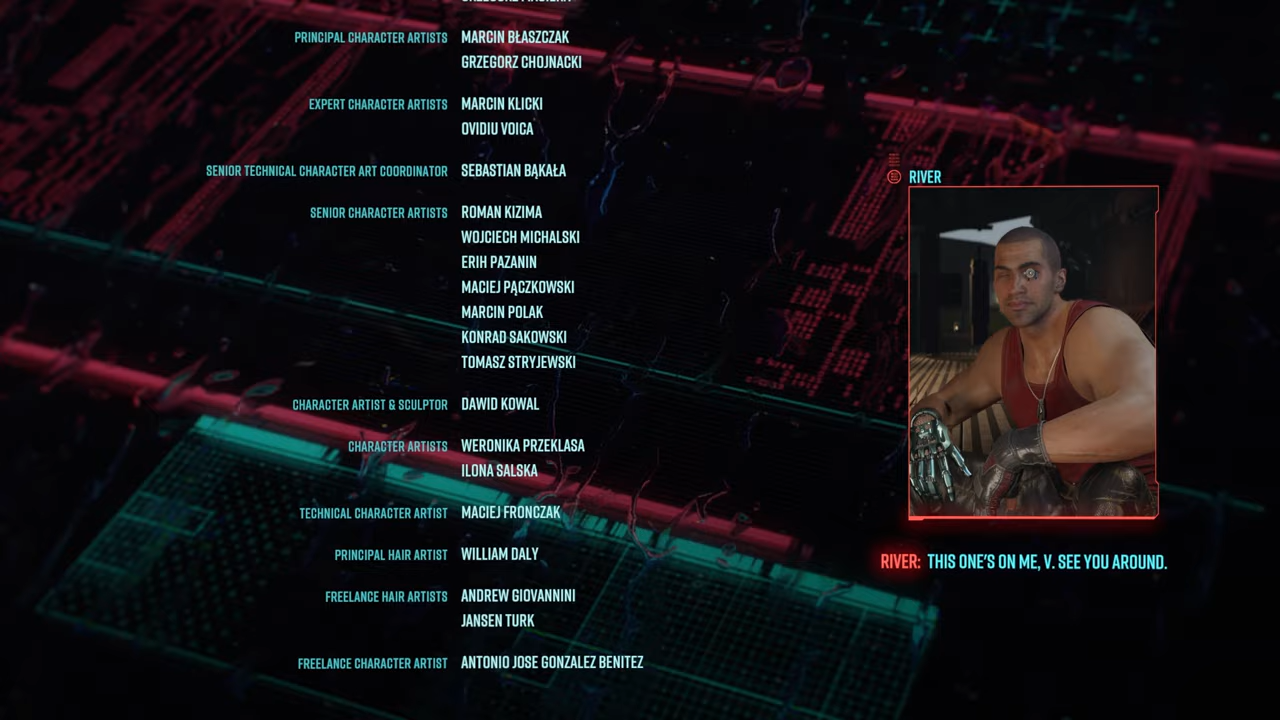 PRINCIPAL CHARACTER ARTISTS MARCIN BŁASZCZAK
GRZEGORZ CHOJNACKI
EXPERT CHARACTER ARTISTS MARCIN KLICKI
OVIDIU VOICA
SENIOR TECHNICAL CHARACTER ART COORDINATOR SEBASTIAN BĄKAŁA
SENIOR CHARACTER ARTISTS ROMAN KIZIMA
WOJCIECH MICHALSKI
ERIH PAZANIN
MACIEJ PĄCZKOWSKI
MARCIN POLAK
KONRAD SAKOWSKI
TOMASZ STRYJEWSKI
CHARACTER ARTIST & SCULPTOR DAWID KOWAL
CHARACTER ARTISTS WERONIKA PRZEKLASA
ILONA SALSKA
TECHNICAL CHARACTER ARTIST MACIEJ FRONCZAK
PRINCIPAL HAIR ARTIST WILLIAM DALY
FREELANCE HAIR ARTISTS ANDREW GIOVANNINI
JANSEN TURK
FREELANCE CHARACTER ARTIST ANTONIO JOSE GONZALEZ BENITEZ
RIVER
RIVER: THIS ONE'S ON ME, V. SEE YOU AROUND.